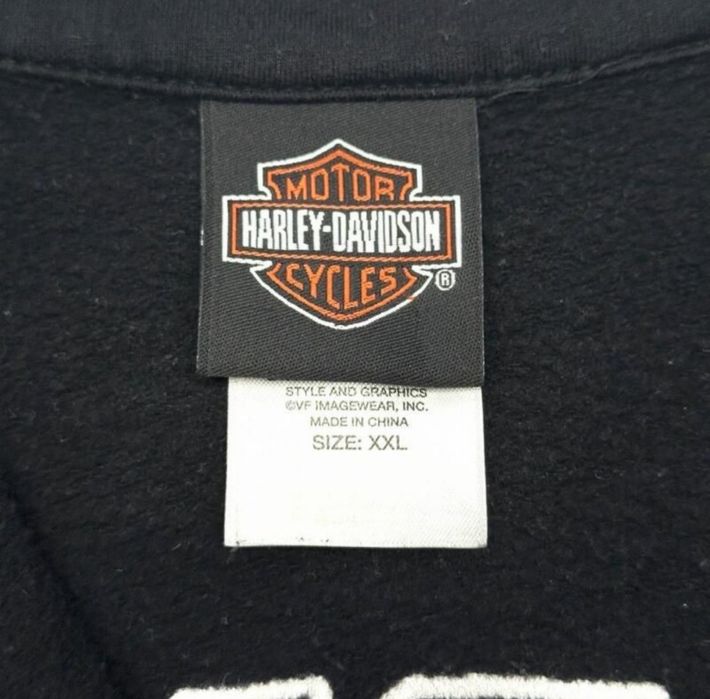 MOTOR
HARLEY-DAVIDSON
CYCLES
®
STYLE AND GRAPHICS
©VF IMAGEWEAR, INC.
MADE IN CHINA
SIZE: XXL